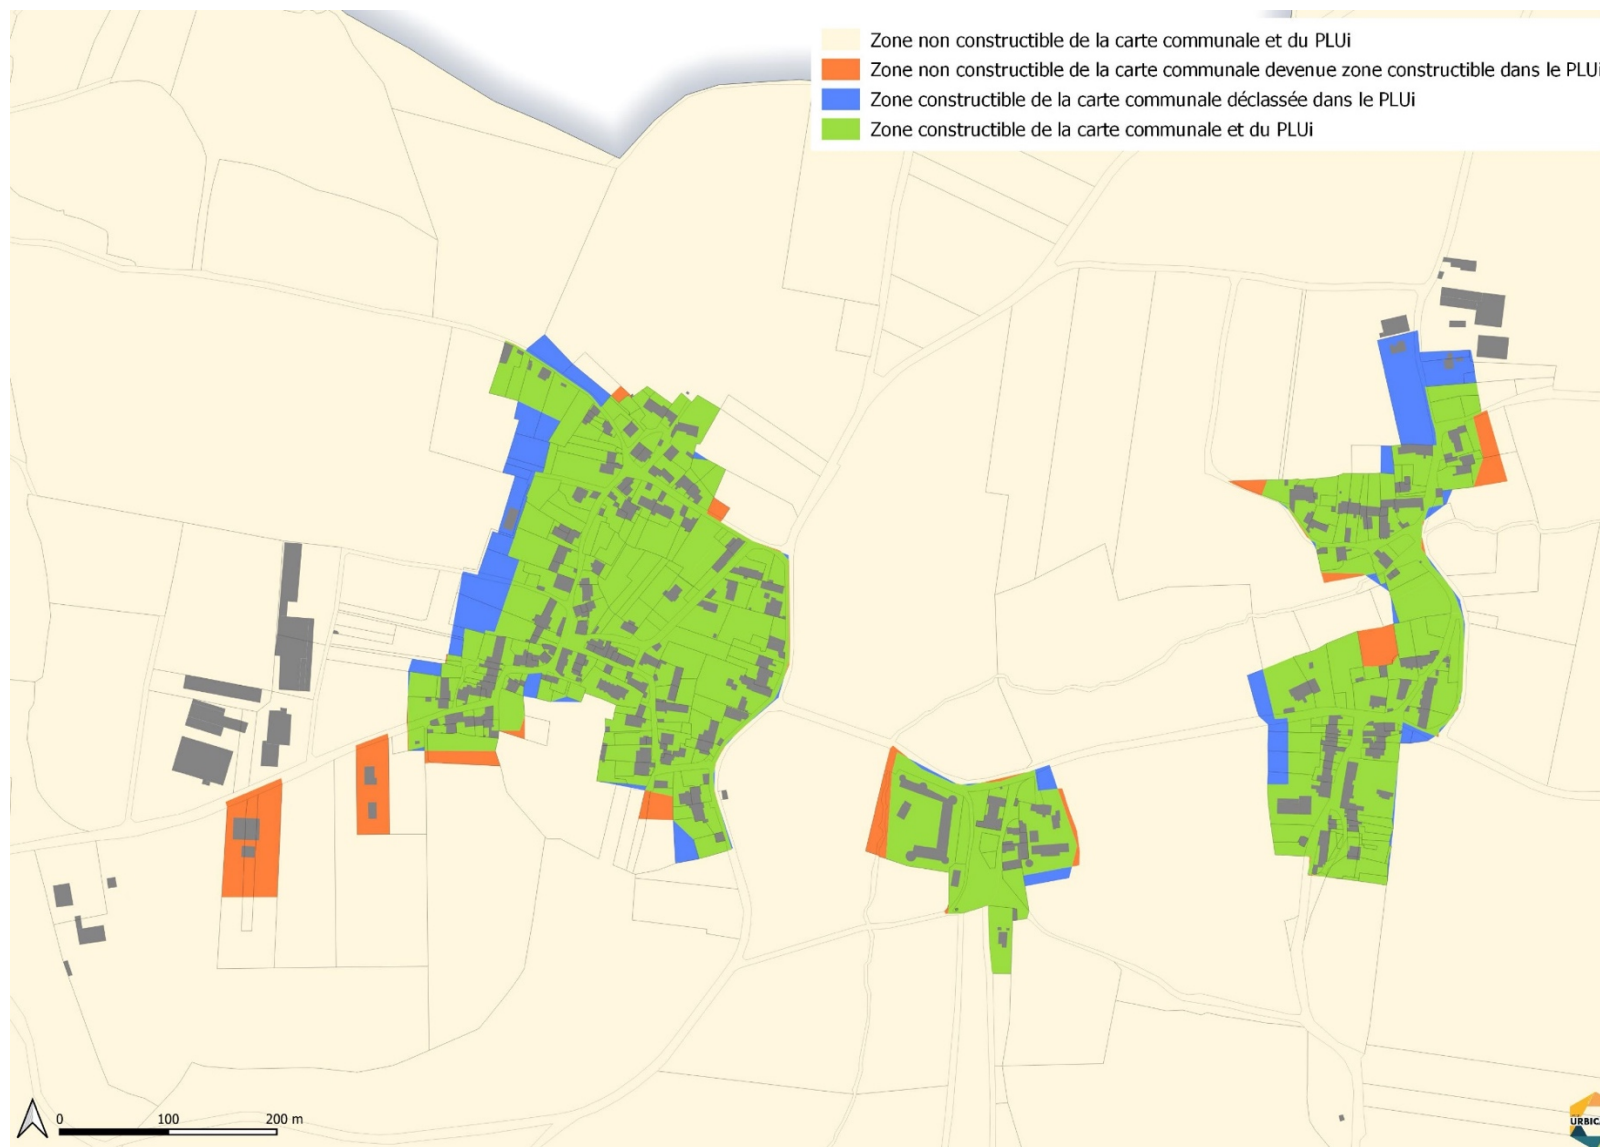 Zone non constructible de la carte communale et du PLUi
Zone non constructible de la carte communale devenue zone constructible dans le PLUi
Zone constructible de la carte communale déclassée dans le PLUi
Zone constructible de la carte communale et du PLUi
0 100 200 m